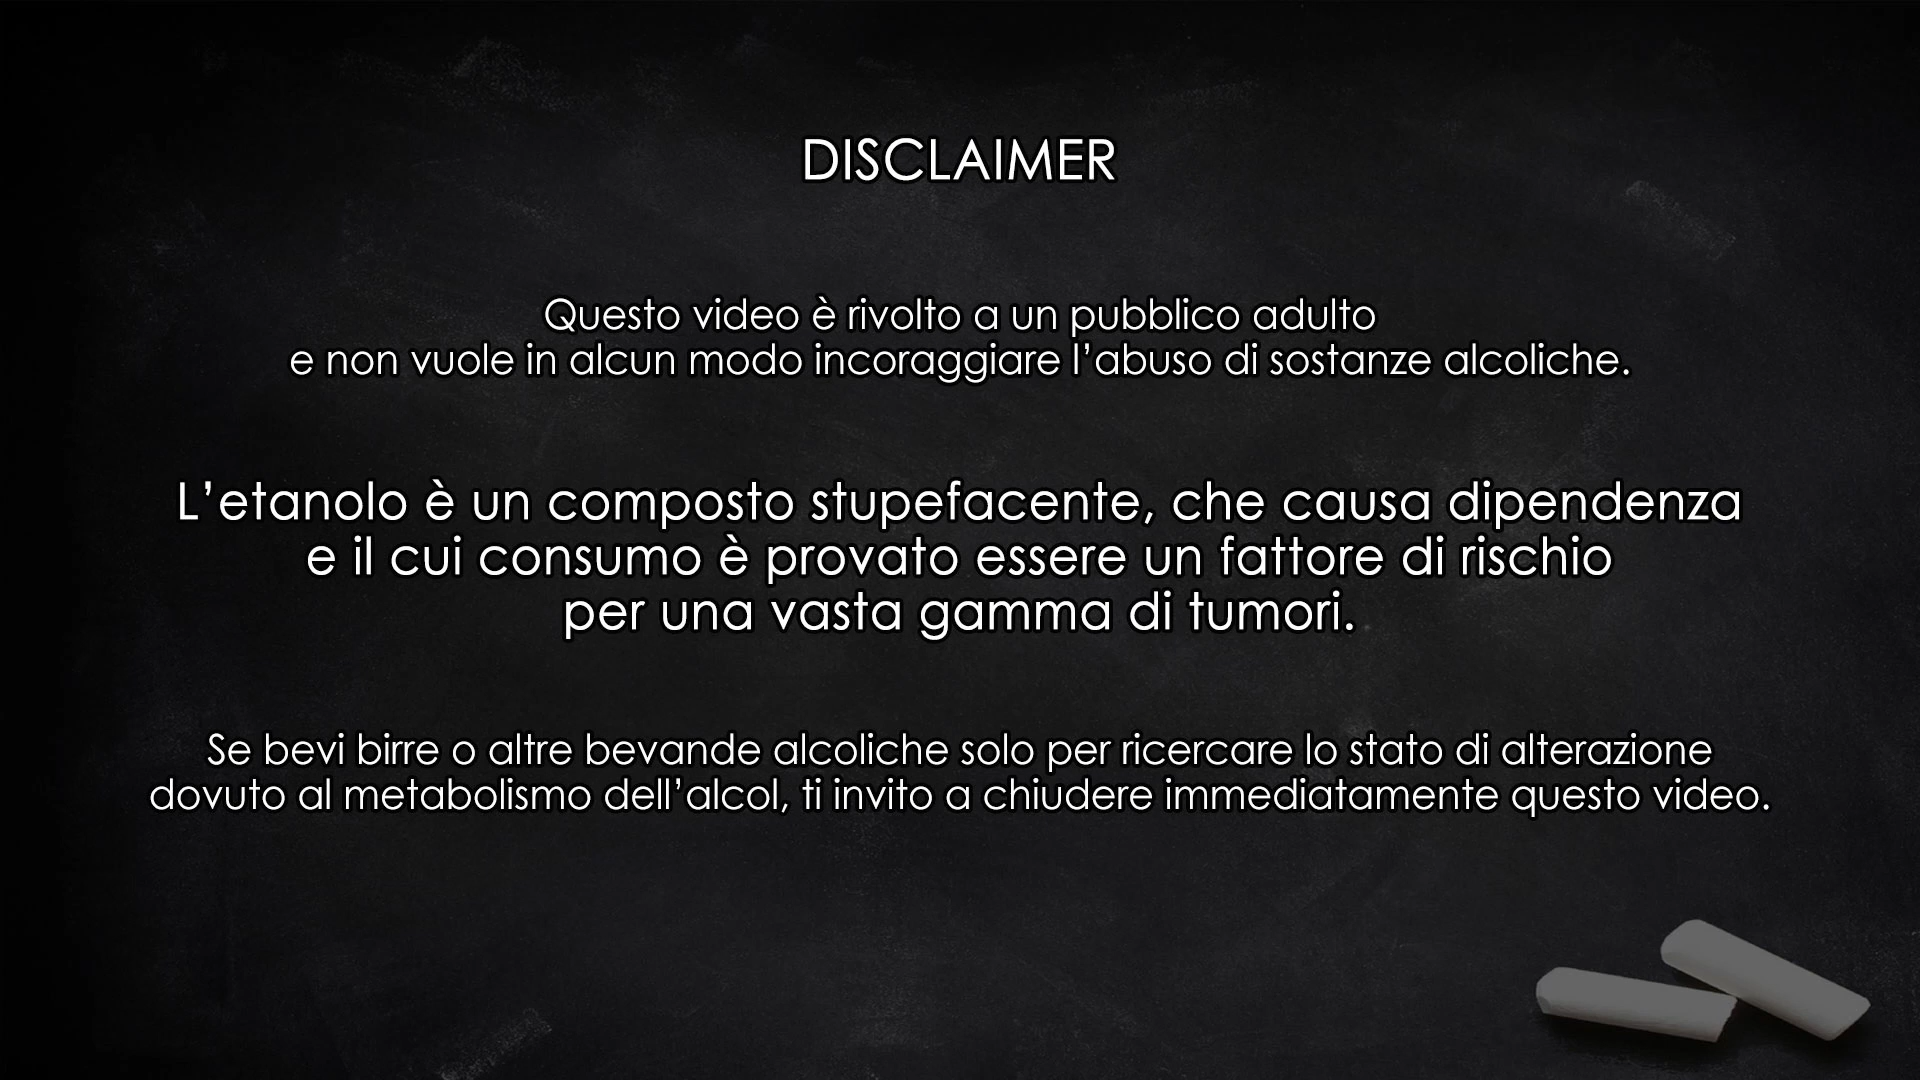 DISCLAIMER
Questo video è rivolto a un pubblico adulto
e non vuole in alcun modo incoraggiare l’abuso di sostanze alcoliche.
L’etanolo è un composto stupefacente, che causa dipendenza
e il cui consumo è provato essere un fattore di rischio
per una vasta gamma di tumori.
Se bevi birre o altre bevande alcoliche solo per ricercare lo stato di alterazione
dovuto al metabolismo dell’alcol, ti invito a chiudere immediatamente questo video.